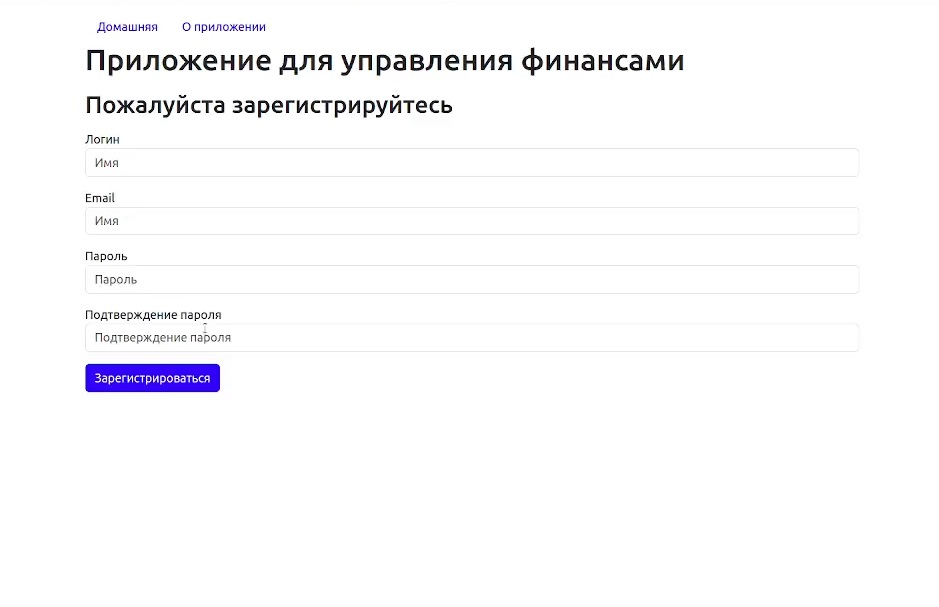 Домашняя О приложении
Приложение для управления финансами
Пожалуйста зарегистрируйтесь
Логин
Имя
Email
Имя
Пароль
Пароль
Подтверждение пароля
Подтверждение пароля
Зарегистрироваться